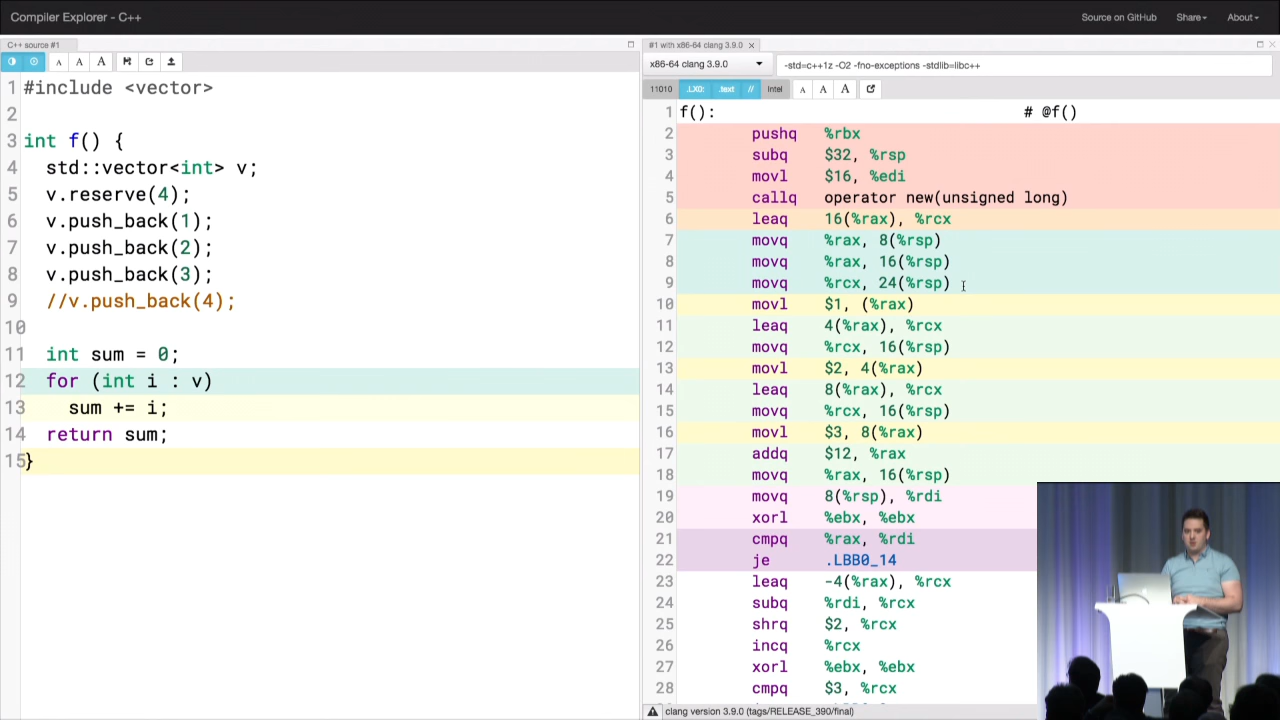 Compiler Explorer - C++
Source on GitHub Share About
C++ source #1
A A A
1 #include <vector>
2
3 int f() {
4 std::vector<int> v;
5 v.reserve(4);
6 v.push_back(1);
7 v.push_back(2);
8 v.push_back(3);
9 //v.push_back(4);
10
11 int sum = 0;
12 for (int i : v)
13 sum += i;
14 return sum;
15 }
#1 with x86-64 clang 3.9.0
x86-64 clang 3.9.0 -std=c++1z -O2 -fno-exceptions -stdlib=libc++
11010 .LX0: .text // Intel A A A
1 f(): # @f()
2 pushq %rbx
3 subq $32, %rsp
4 movl $16, %edi
5 callq operator new(unsigned long)
6 leaq 16(%rax), %rcx
7 movq %rax, 8(%rsp)
8 movq %rax, 16(%rsp)
9 movq %rcx, 24(%rsp)
10 movl $1, (%rax)
11 leaq 4(%rax), %rcx
12 movq %rcx, 16(%rsp)
13 movl $2, 4(%rax)
14 leaq 8(%rax), %rcx
15 movq %rcx, 16(%rsp)
16 movl $3, 8(%rax)
17 addq $12, %rax
18 movq %rax, 16(%rsp)
19 movq 8(%rsp), %rdi
20 xorl %ebx, %ebx
21 cmpq %rax, %rdi
22 je .LBB0_14
23 leaq -4(%rax), %rcx
24 subq %rdi, %rcx
25 shrq $2, %rcx
26 incq %rcx
27 xorl %ebx, %ebx
28 cmpq $3, %rcx
clang version 3.9.0 (tags/RELEASE_390/final)